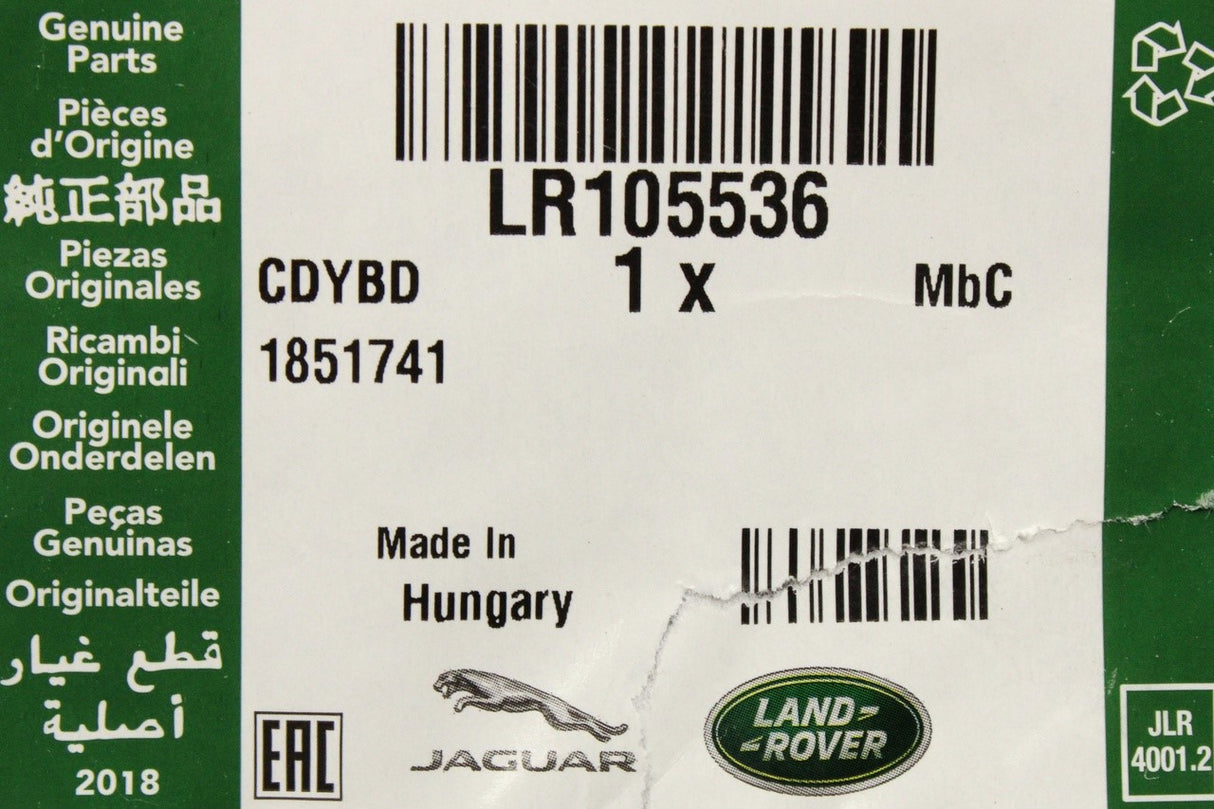 Genuine
Parts
Pièces
d'Origine
純正部品
Piezas
Originales
Ricambi
Originali
Originele
Onderdelen
Peças
Genuinas
Originalteile
قطع غيار
أصلية
2018
LR105536
CDYBD 1 x MbC
1851741
Made In
Hungary
EAC
JAGUAR
LAND-
-ROVER
JLR
4001.2